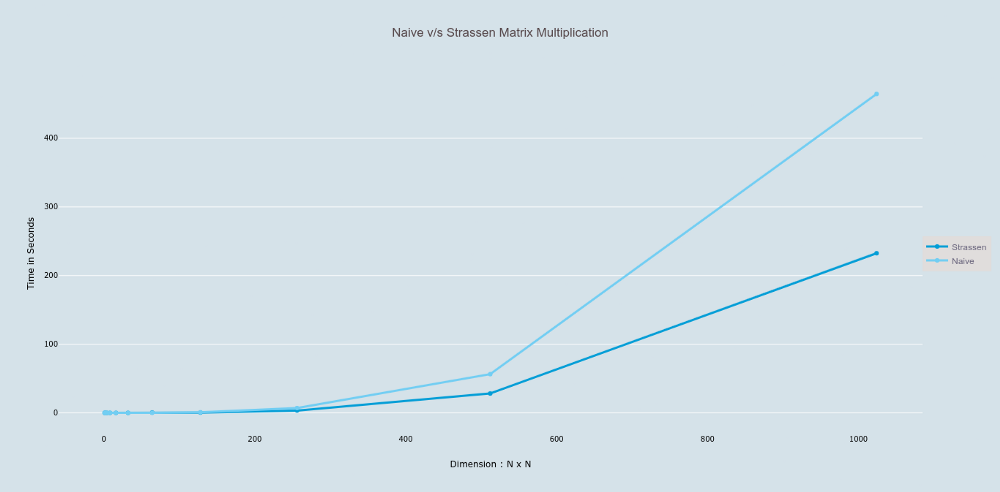 Naive v/s Strassen Matrix Multiplication
400
300
200
100
0
Time in Seconds
0 200 400 600 800 1000
Dimension : N x N
Strassen
Naive